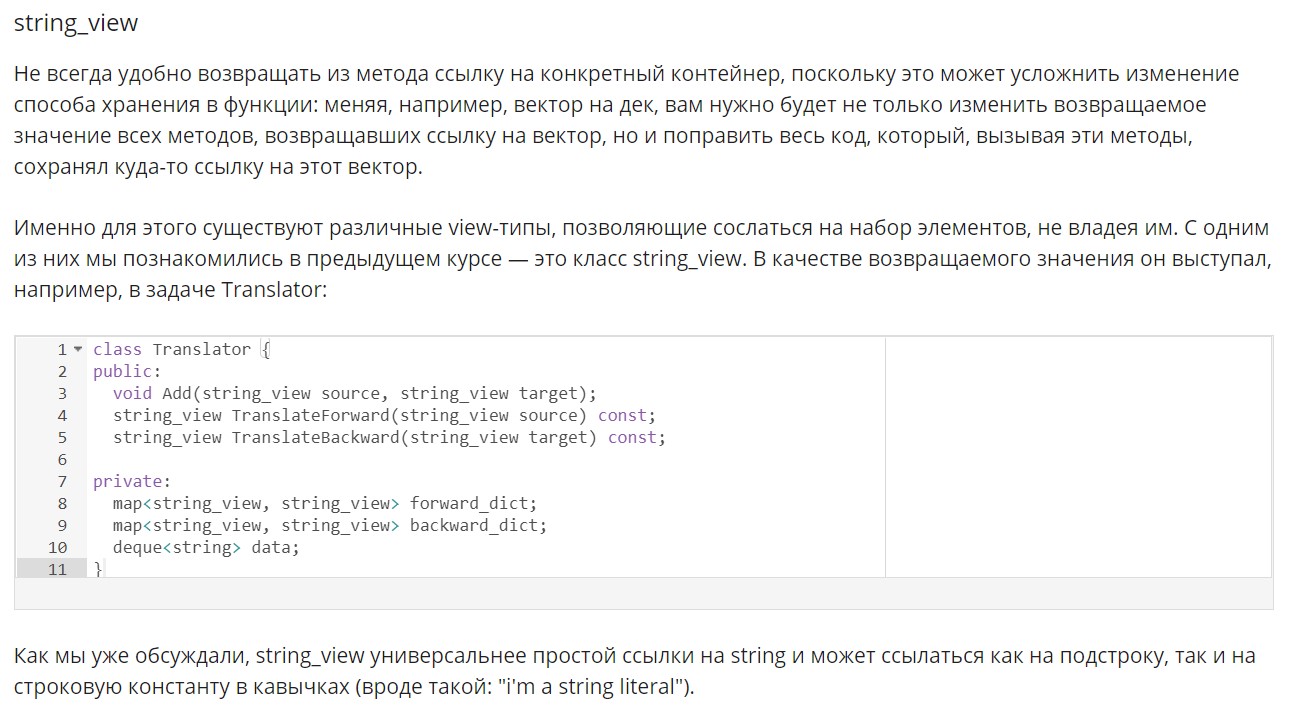 string_view
Не всегда удобно возвращать из метода ссылку на конкретный контейнер, поскольку это может усложнить изменение
способа хранения в функции: меняя, например, вектор на дек, вам нужно будет не только изменить возвращаемое
значение всех методов, возвращавших ссылку на вектор, но и поправить весь код, который, вызывая эти методы,
сохранял куда-то ссылку на этот вектор.
Именно для этого существуют различные view-типы, позволяющие сослаться на набор элементов, не владея им. С одним
из них мы познакомились в предыдущем курсе — это класс string_view. В качестве возвращаемого значения он выступал,
например, в задаче Translator:
1 class Translator {
2 public:
3   void Add(string_view source, string_view target);
4   string_view TranslateForward(string_view source) const;
5   string_view TranslateBackward(string_view target) const;
6
7 private:
8   map<string_view, string_view> forward_dict;
9   map<string_view, string_view> backward_dict;
10   deque<string> data;
11 }
Как мы уже обсуждали, string_view универсальнее простой ссылки на string и может ссылаться как на подстроку, так и на
строковую константу в кавычках (вроде такой: "i'm a string literal").